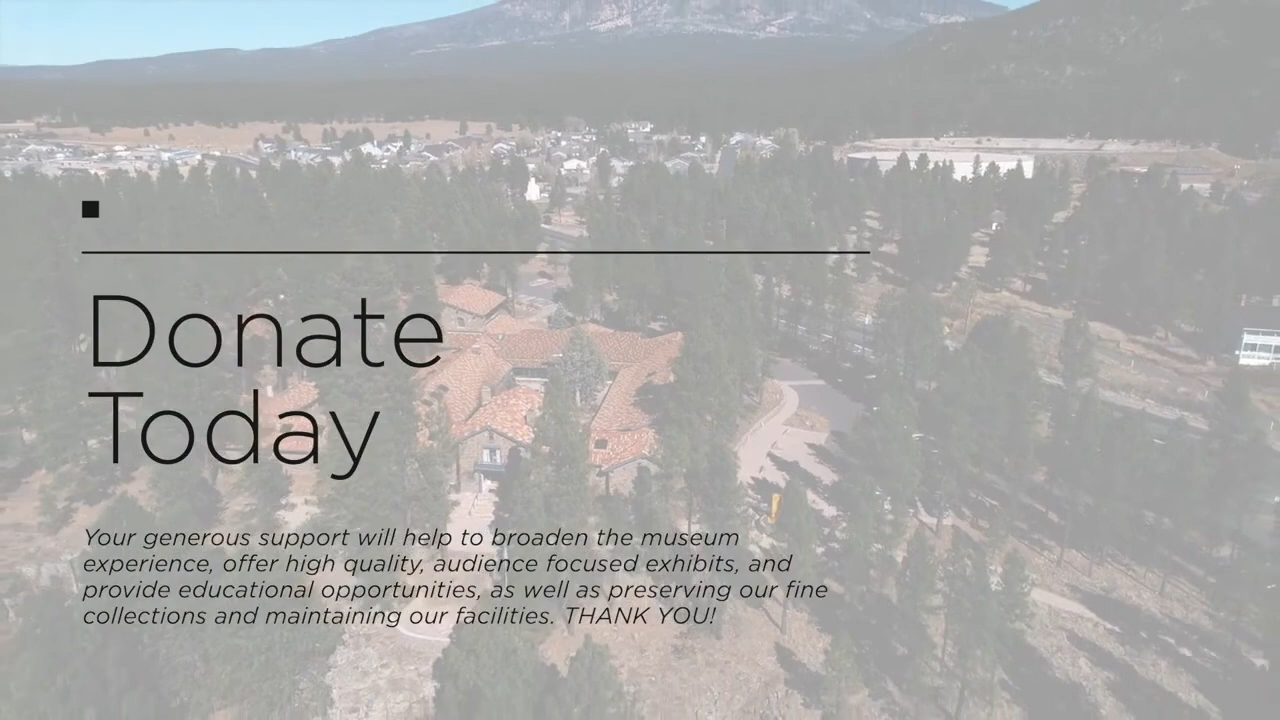 Donate
Today
Your generous support will help to broaden the museum
experience, offer high quality, audience focused exhibits, and
provide educational opportunities, as well as preserving our fine
collections and maintaining our facilities. THANK YOU!